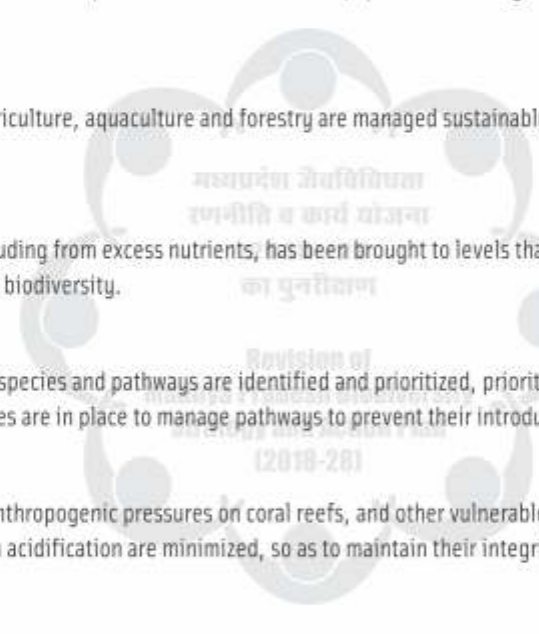 riculture, aquaculture and forestry are managed sustainabl
मध्यप्रदेश जैवविविधता
रणनीति व कार्य योजना
uding from excess nutrients, has been brought to levels tha
biodiversity.
का पुनरीक्षण
Revision of
species and pathways are identified and prioritized, priorit
Madhya Pradesh Biodiversity
es are in place to manage pathways to prevent their introdu
Strategy and Action Plan
(2018-28)
nthropogenic pressures on coral reefs, and other vulnerable
acidification are minimized, so as to maintain their integr